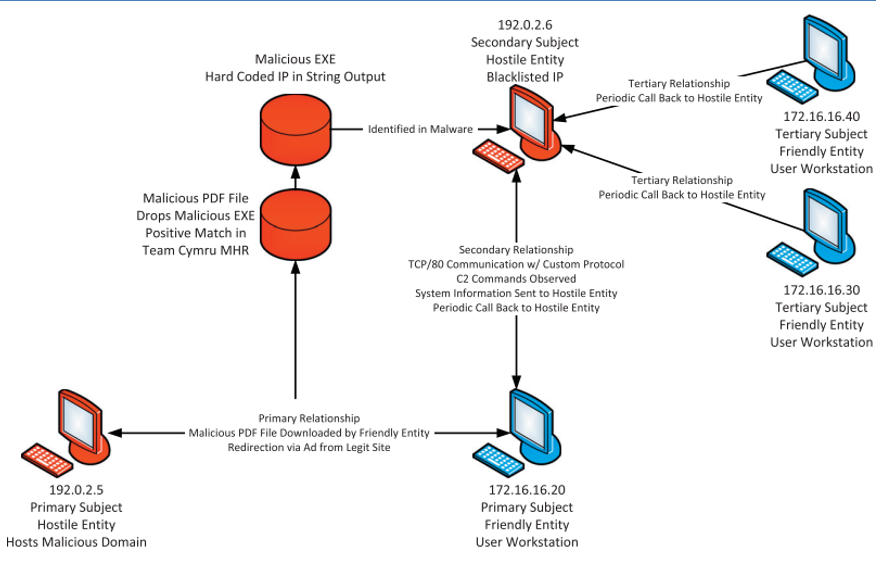 192.0.2.6
Secondary Subject
Hostile Entity
Blacklisted IP
Malicious EXE
Hard Coded IP in String Output
Tertiary Relationship
Periodic Call Back to Hostile Entity
172.16.16.40
Tertiary Subject
Friendly Entity
User Workstation
Identified in Malware
Malicious PDF File
Drops Malicious EXE
Positive Match in
Team Cymru MHR
Tertiary Relationship
Periodic Call Back to Hostile Entity
Secondary Relationship
TCP/80 Communication w/ Custom Protocol
C2 Commands Observed
System Information Sent to Hostile Entity
Periodic Call Back to Hostile Entity
172.16.16.30
Tertiary Subject
Friendly Entity
User Workstation
Primary Relationship
Malicious PDF File Downloaded by Friendly Entity
Redirection via Ad from Legit Site
192.0.2.5
Primary Subject
Hostile Entity
Hosts Malicious Domain
172.16.16.20
Primary Subject
Friendly Entity
User Workstation